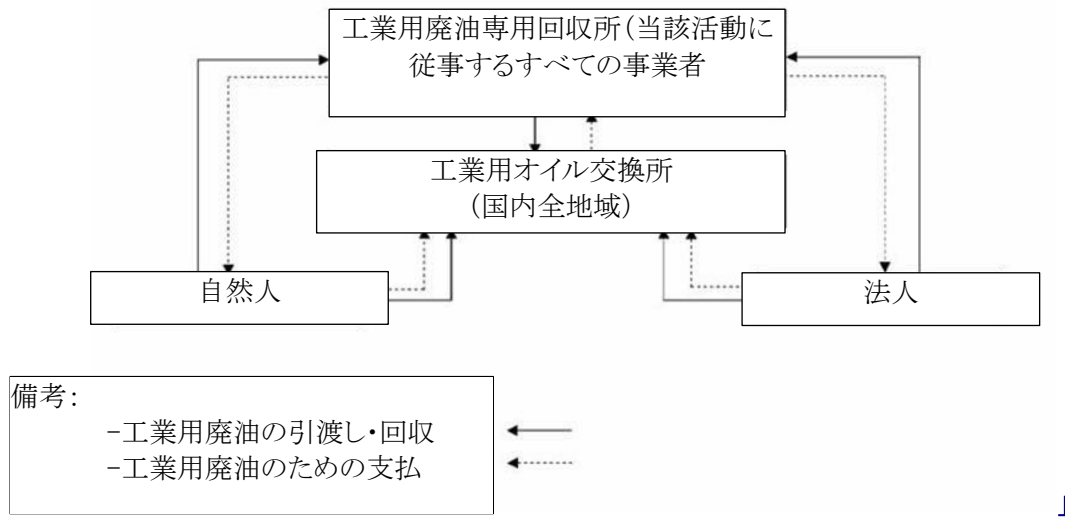 工業用廃油専用回収所(当該活動に
従事するすべての事業者
工業用オイル交換所
(国内全地域)
自然人
法人
備考:
-工業用廃油の引渡し・回収
-工業用廃油のための支払